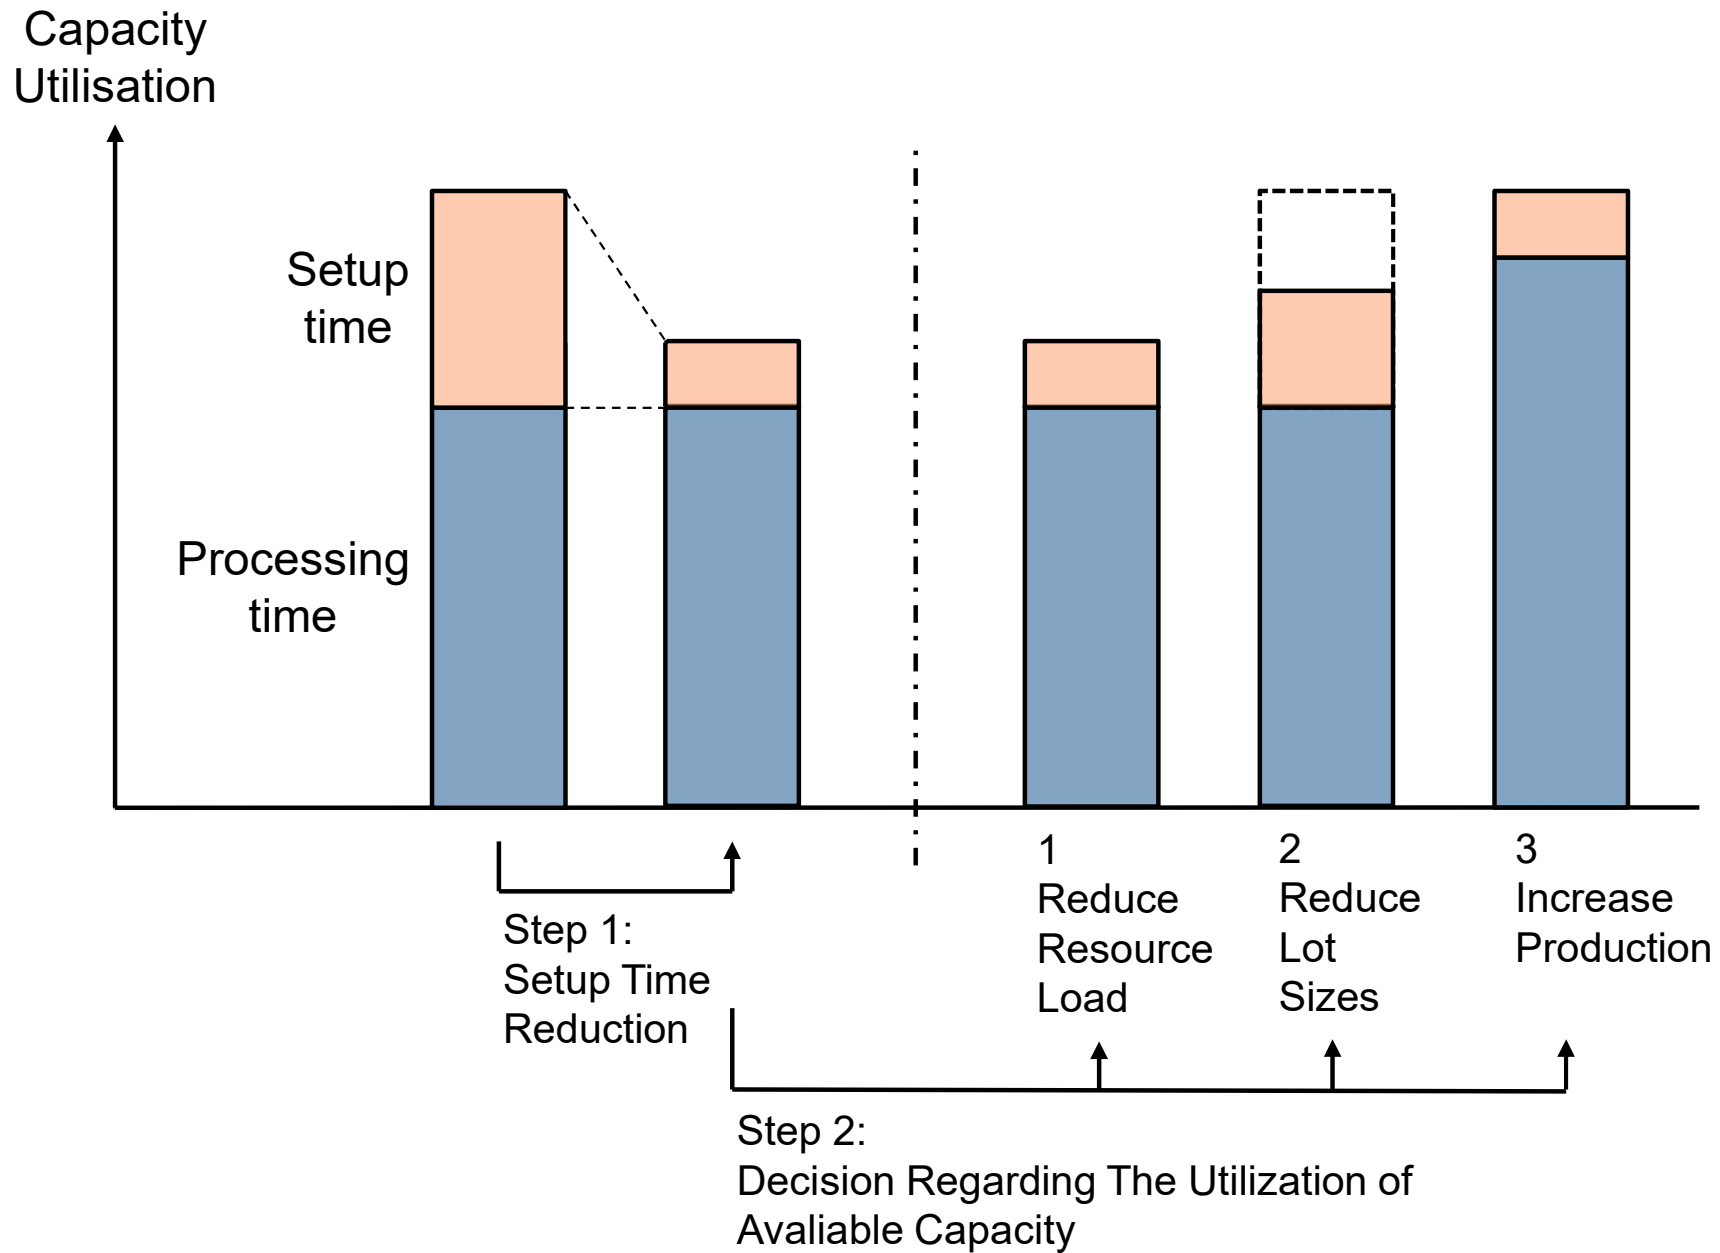 Capacity
Utilisation
Setup
time
Processing
time
1
Reduce
Resource
Load
2
Reduce
Lot
Sizes
3
Increase
Production
Step 1:
Setup Time
Reduction
Step 2:
Decision Regarding The Utilization of
Avaliable Capacity